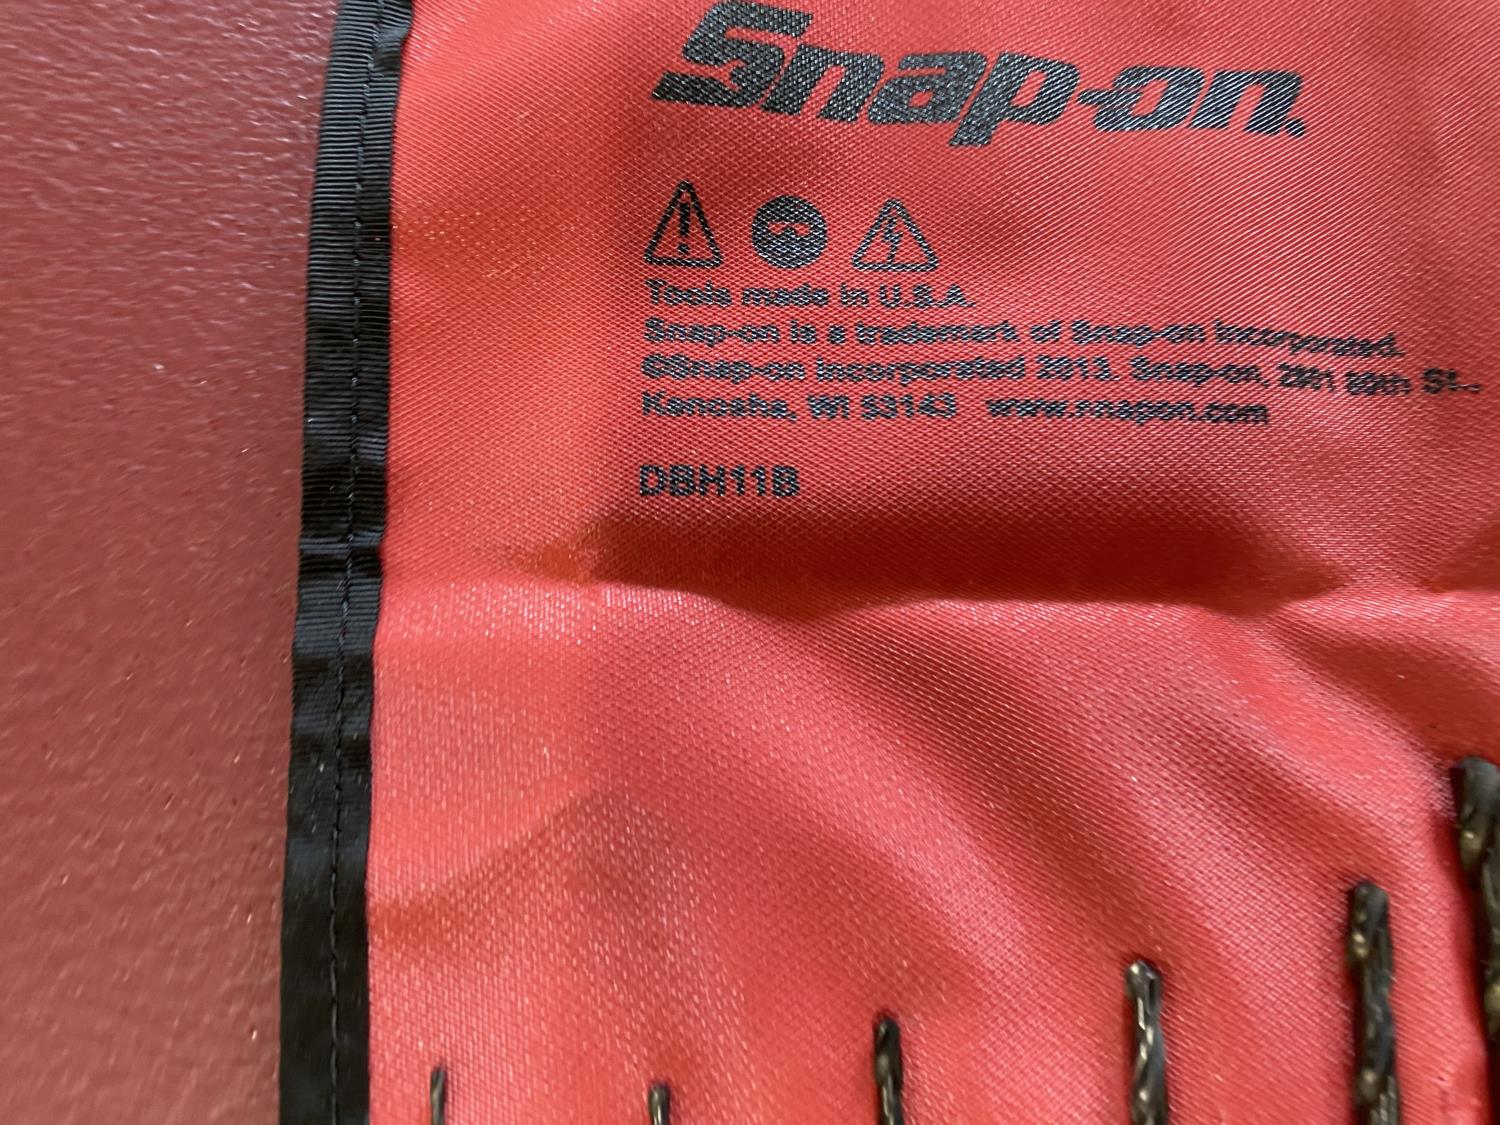 Snap-on
Tools made in U.S.A.
Snap-on is a trademark of Snap-on Incorporated.
©Snap-on Incorporated 2013. Snap-on, 2801 80th St.,
Kenosha, WI 53143 www.snapon.com
DBH11B